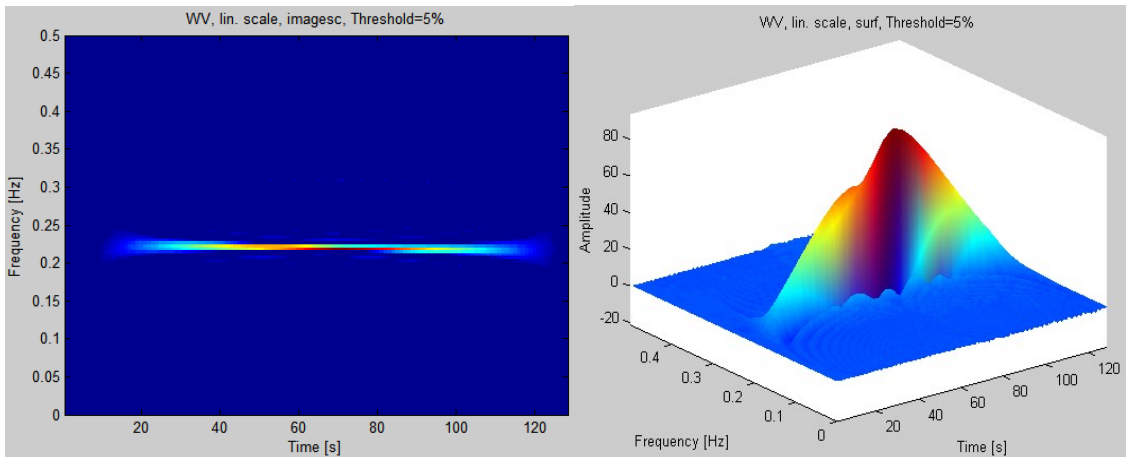 WV, lin. scale, imagesc, Threshold=5%
0.5
0.45
0.4
0.35
0.3
0.25
0.2
0.15
0.1
0.05
0
Frequency [Hz]
20 40 60 80 100 120
Time [s]
WV, lin. scale, surf, Threshold=5%
80
60
40
20
0
-20
Amplitude
0.4
0.3
0.2
0.1
0
Frequency [Hz]
20 40 60 80 100 120
Time [s]